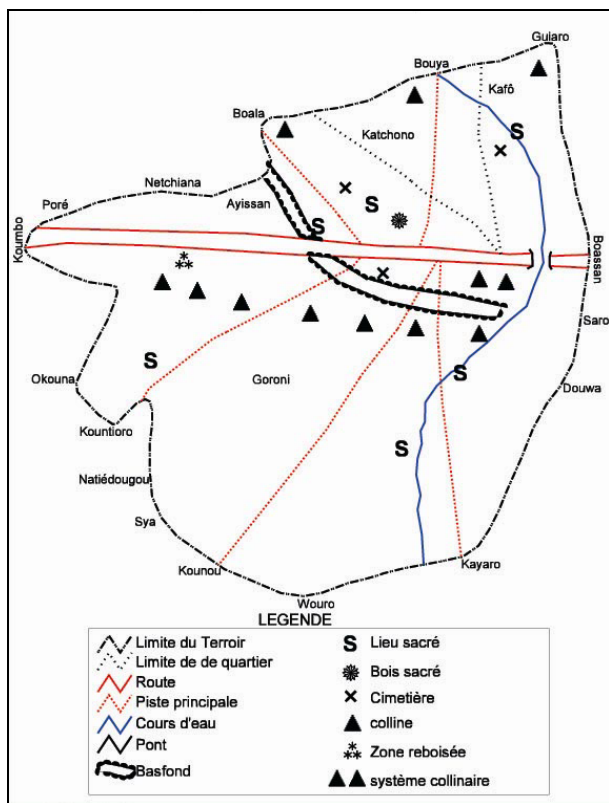 Guiaro
Bouya
Kafô
Boala
S
Katchono
Netchiana
Poré
Ayissan
S
S
Koumbo
Boassan
Saro
S
S
Okouna
Goroni
Douwa
Kountioro
S
Natiédougou
Sya
Kounou
Kayaro
Wouro
LEGENDE
Limite du Terroir
Limite de de quartier
Route
Piste principale
Cours d'eau
Pont
Basfond
S Lieu sacré
Bois sacré
Cimetière
colline
Zone reboisée
système collinaire